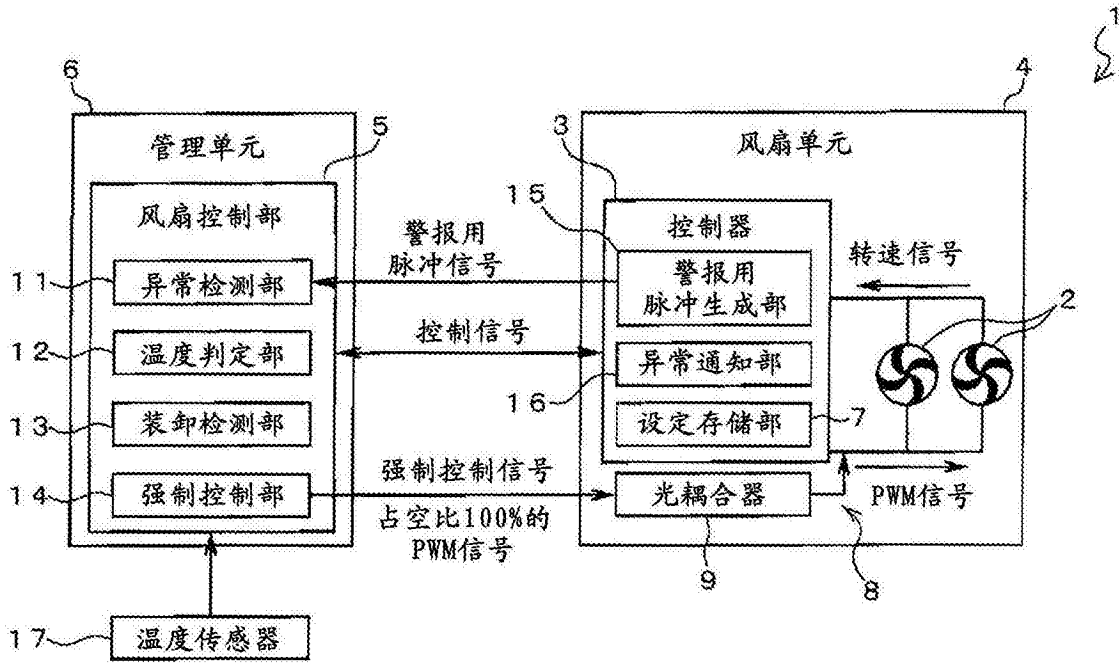 1
6
管理单元
5
风扇控制部
11
异常检测部
12
温度判定部
13
装卸检测部
14
强制控制部
17
温度传感器
警报用
脉冲信号
控制信号
强制控制信号
占空比100%的
PWM信号
4
风扇单元
3
控制器
15
警报用
脉冲生成部
异常通知部
16
设定存储部
7
光耦合器
9
8
转速信号
2
PWM信号